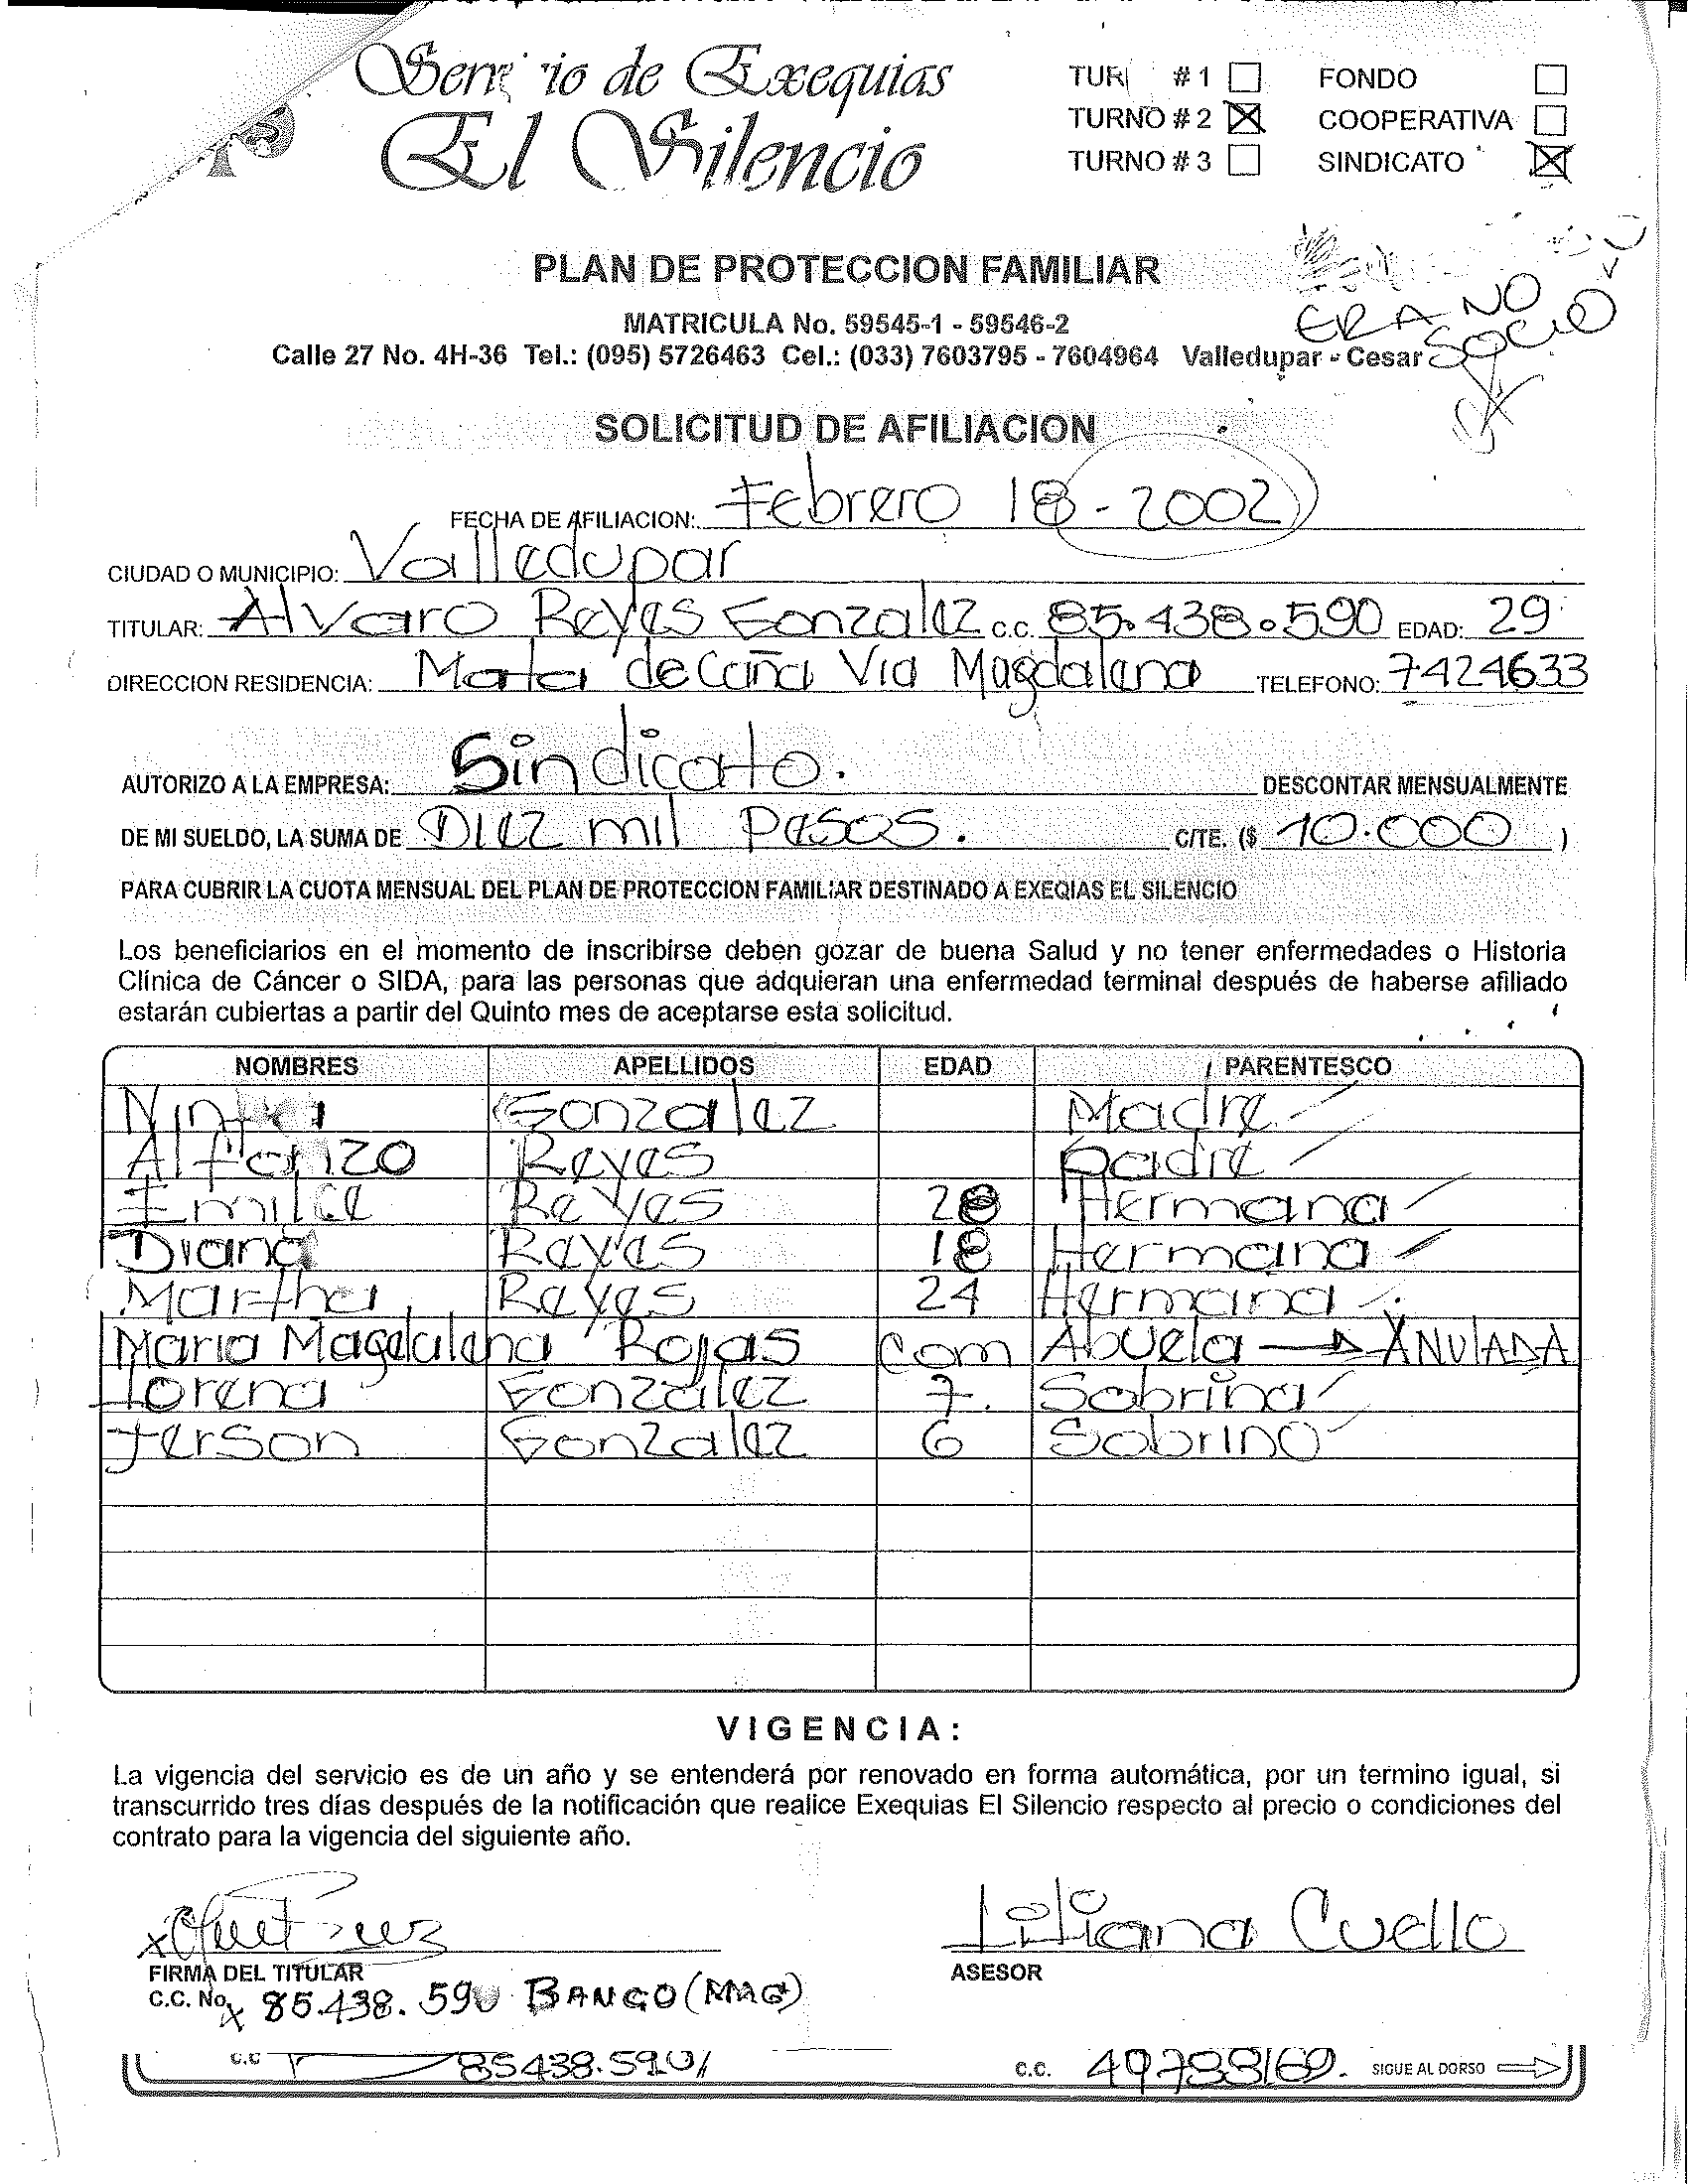 Servicio de Exequias
El Silencio
TUR # 1 FONDO
TURNO # 2 COOPERATIVA
TURNO # 3 SINDICATO
PLAN DE PROTECCION FAMILIAR
ERA NO
SOCIO
MATRICULA No. 59545-1 - 59546-2
Calle 27 No. 4H-36 Tel.: (095) 5726463 Cel.: (033) 7603795 - 7604964 Valledupar - Cesar
SOLICITUD DE AFILIACION
FECHA DE AFILIACION: Febrero 18 - 2002
CIUDAD O MUNICIPIO: Valledupar
TITULAR: Alvaro Reyes Gonzalez C.C. 85.438.590 EDAD: 29
DIRECCION RESIDENCIA: Mata de Caña Via Magdalena TELEFONO: 7424633
AUTORIZO A LA EMPRESA: Sindicato. DESCONTAR MENSUALMENTE
DE MI SUELDO, LA SUMA DE Diez mil Pesos. C/TE. ($ 10.000 )
PARA CUBRIR LA CUOTA MENSUAL DEL PLAN DE PROTECCION FAMILIAR DESTINADO A EXEQIAS EL SILENCIO
Los beneficiarios en el momento de inscribirse deben gozar de buena Salud y no tener enfermedades o Historia
Clínica de Cáncer o SIDA, para las personas que adquieran una enfermedad terminal después de haberse afiliado
estarán cubiertas a partir del Quinto mes de aceptarse esta solicitud.
NOMBRES APELLIDOS EDAD PARENTESCO
Gonzalez Madre
Alfonzo Reyes Padre
Emilce Reyes 28 Hermana
Diana Reyes 18 Hermana
Martha Reyes 24 Hermana
Maria Magdalena Rojas com Abuela → ANULADA
Lorena Gonzalez 7. Sobrina
Jerson Gonzalez 6 Sobrino
VIGENCIA:
La vigencia del servicio es de un año y se entenderá por renovado en forma automática, por un termino igual, si
transcurrido tres días después de la notificación que realice Exequias El Silencio respecto al precio o condiciones del
contrato para la vigencia del siguiente año.
Liliana Cuello
FIRMA DEL TITULAR ASESOR
C.C. No. x 85.438.590 BANCO (MAG)
C.C 85438.590 C.C. 49788160. SIGUE AL DORSO